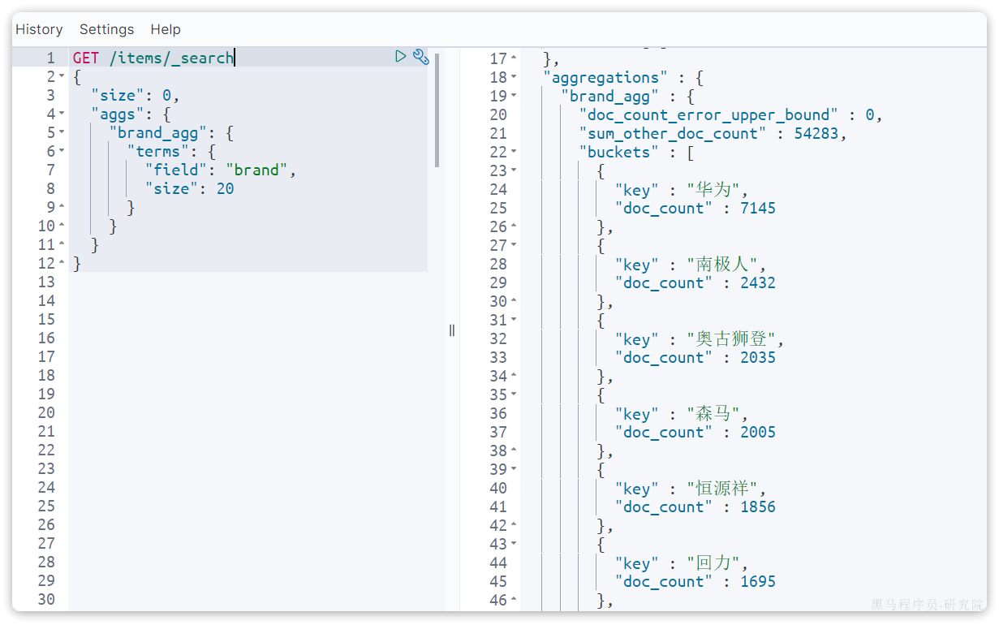 History Settings Help
1 GET /items/_search
2 {
3 "size": 0,
4 "aggs": {
5 "brand_agg": {
6 "terms": {
7 "field": "brand",
8 "size": 20
9 }
10 }
11 }
12 }
13
14
15
16
17
18
19
20
21
22
23
24
25
26
27
28
29
30
17 },
18 "aggregations" : {
19 "brand_agg" : {
20 "doc_count_error_upper_bound" : 0,
21 "sum_other_doc_count" : 54283,
22 "buckets" : [
23 {
24 "key" : "华为",
25 "doc_count" : 7145
26 },
27 {
28 "key" : "南极人",
29 "doc_count" : 2432
30 },
31 {
32 "key" : "奥古狮登",
33 "doc_count" : 2035
34 },
35 {
36 "key" : "森马",
37 "doc_count" : 2005
38 },
39 {
40 "key" : "恒源祥",
41 "doc_count" : 1856
42 },
43 {
44 "key" : "回力",
45 "doc_count" : 1695
46 },
黑马程序员-研究院